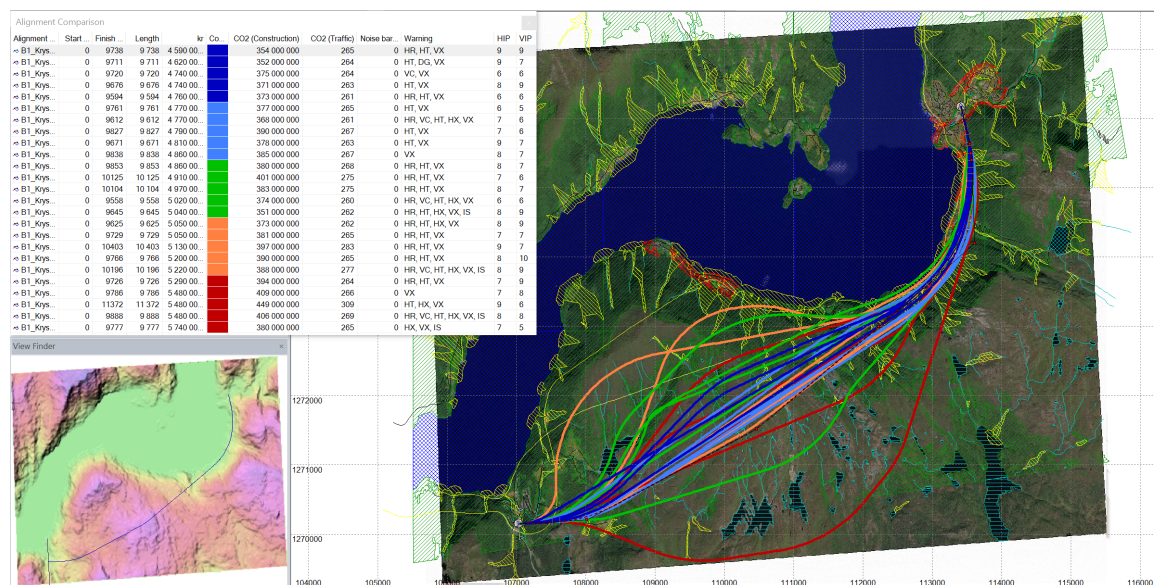 Alignment Comparison
Alignment ... Start ... Finish ... Length kr Co... CO2 (Construction) CO2 (Traffic) Noise bar... Warning HIP VIP
B1_Krys... 0 9738 9 738 4 590 00... 354 000 000 265 0 HR, HT, VX 9 9
B1_Krys... 0 9711 9 711 4 620 00... 352 000 000 264 0 HT, DG, VX 9 7
B1_Krys... 0 9720 9 720 4 740 00... 375 000 000 264 0 VC, VX 6 6
B1_Krys... 0 9676 9 676 4 740 00... 371 000 000 263 0 HT, VX 8 9
B1_Krys... 0 9594 9 594 4 760 00... 373 000 000 261 0 HR, HT, VX 6 6
B1_Krys... 0 9761 9 761 4 770 00... 377 000 000 265 0 HT, VX 6 5
B1_Krys... 0 9612 9 612 4 770 00... 368 000 000 261 0 HR, VC, HT, HX, VX 7 6
B1_Krys... 0 9827 9 827 4 790 00... 390 000 000 267 0 HT, VX 7 6
B1_Krys... 0 9671 9 671 4 810 00... 378 000 000 263 0 HT, VX 9 7
B1_Krys... 0 9838 9 838 4 860 00... 385 000 000 267 0 VX 8 7
B1_Krys... 0 9853 9 853 4 860 00... 380 000 000 268 0 HR, HT, VX 8 7
B1_Krys... 0 10125 10 125 4 910 00... 401 000 000 275 0 HR, HT, VX 7 6
B1_Krys... 0 10104 10 104 4 970 00... 383 000 000 275 0 HR, HT, VX 8 7
B1_Krys... 0 9558 9 558 5 020 00... 374 000 000 260 0 HR, VC, HT, HX, VX 6 6
B1_Krys... 0 9645 9 645 5 040 00... 351 000 000 262 0 HR, HT, HX, VX, IS 8 9
B1_Krys... 0 9625 9 625 5 050 00... 373 000 000 262 0 HR, HT, HX, VX 8 9
B1_Krys... 0 9729 9 729 5 050 00... 381 000 000 265 0 HR, HT, VX 7 7
B1_Krys... 0 10403 10 403 5 130 00... 397 000 000 283 0 HR, HT, VX 9 7
B1_Krys... 0 9766 9 766 5 200 00... 390 000 000 265 0 HR, HT, VX 8 10
B1_Krys... 0 10196 10 196 5 220 00... 388 000 000 277 0 HR, VC, HT, HX, VX, IS 8 9
B1_Krys... 0 9726 9 726 5 290 00... 394 000 000 264 0 HR, HT, VX 7 9
B1_Krys... 0 9786 9 786 5 480 00... 409 000 000 266 0 VX 7 8
B1_Krys... 0 11372 11 372 5 480 00... 449 000 000 309 0 HT, HX, VX 9 6
B1_Krys... 0 9888 9 888 5 480 00... 406 000 000 269 0 HR, VC, HT, HX, VX, IS 8 8
B1_Krys... 0 9777 9 777 5 740 00... 380 000 000 265 0 HX, VX, IS 7 5
View Finder
1272000
1271000
1270000
104000 105000 106000 107000 108000 109000 110000 111000 112000 113000 114000 115000 116000